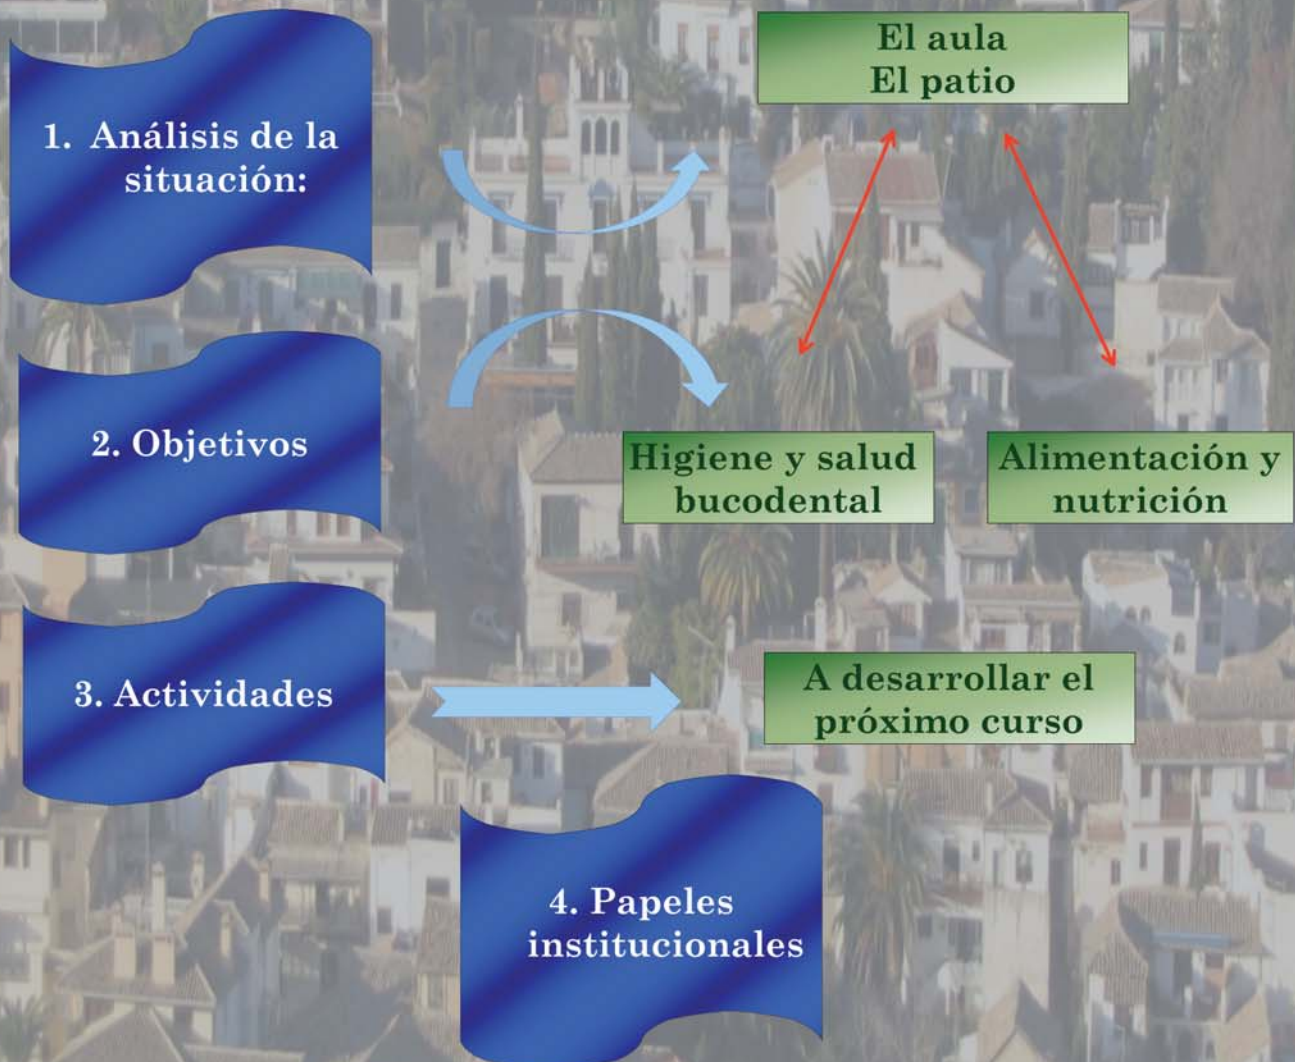 El aula
El patio
1. Análisis de la
situación:
2. Objetivos
Higiene y salud
bucodental
Alimentación y
nutrición
3. Actividades
A desarrollar el
próximo curso
4. Papeles
institucionales